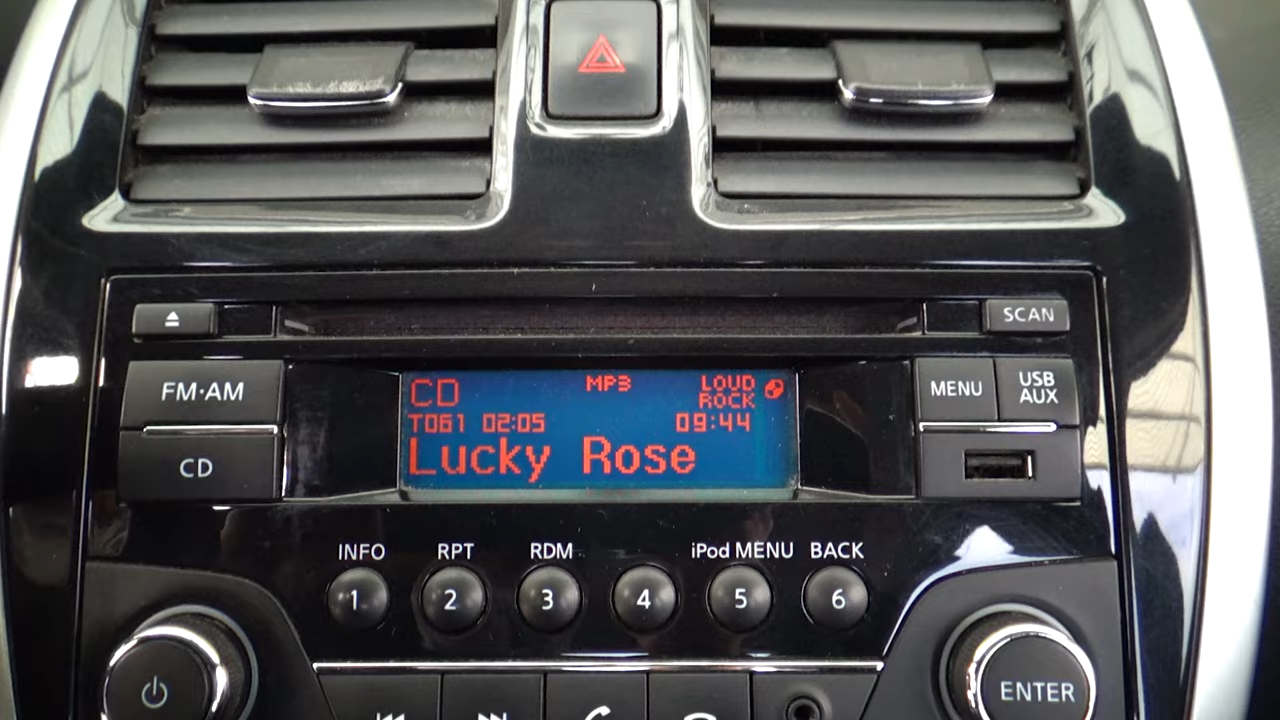 SCAN
FM·AM
CD
CD MP3 LOUD
ROCK
T061 02:05 09:44
Lucky Rose
MENU
USB
AUX
INFO RPT RDM iPod MENU BACK
1 2 3 4 5 6
ENTER